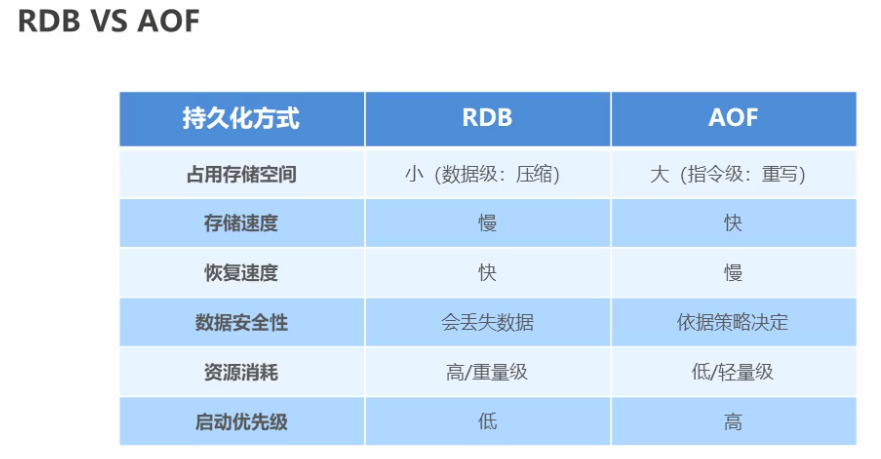 RDB VS AOF
持久化方式 RDB AOF
占用存储空间 小（数据级：压缩） 大（指令级：重写）
存储速度 慢 快
恢复速度 快 慢
数据安全性 会丢失数据 依据策略决定
资源消耗 高/重量级 低/轻量级
启动优先级 低 高